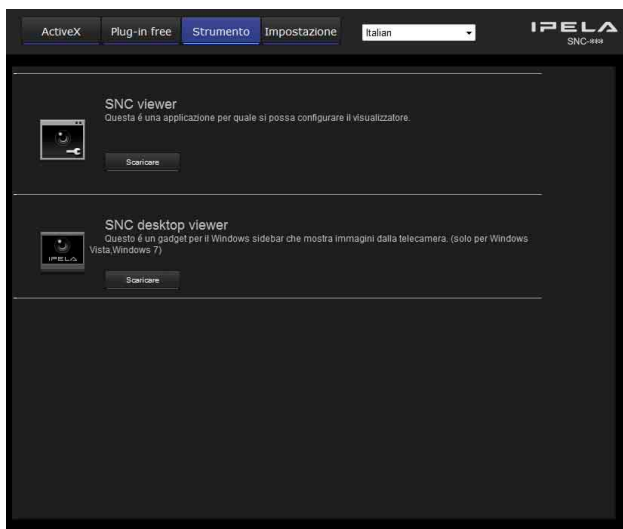 ActiveX Plug-in free Strumento Impostazione Italian IPELA
SNC-***
SNC viewer
Questa é una applicazione per quale si possa configurare il visualizzatore.
Scaricare
SNC desktop viewer
Questo é un gadget per il Windows sidebar che mostra immagini dalla telecamera. (solo per Windows
Vista,Windows 7)
IPELA
Scaricare